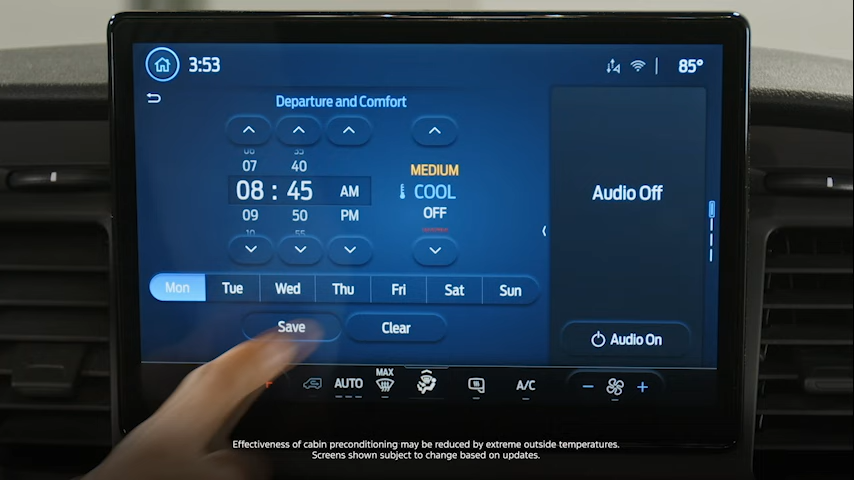 3:53
85°
Departure and Comfort
07 40
MEDIUM
08 : 45 AM
COOL
09 50 PM
OFF
Audio Off
Mon Tue Wed Thu Fri Sat Sun
Save Clear
Audio On
AUTO MAX A/C
Effectiveness of cabin preconditioning may be reduced by extreme outside temperatures.
Screens shown subject to change based on updates.